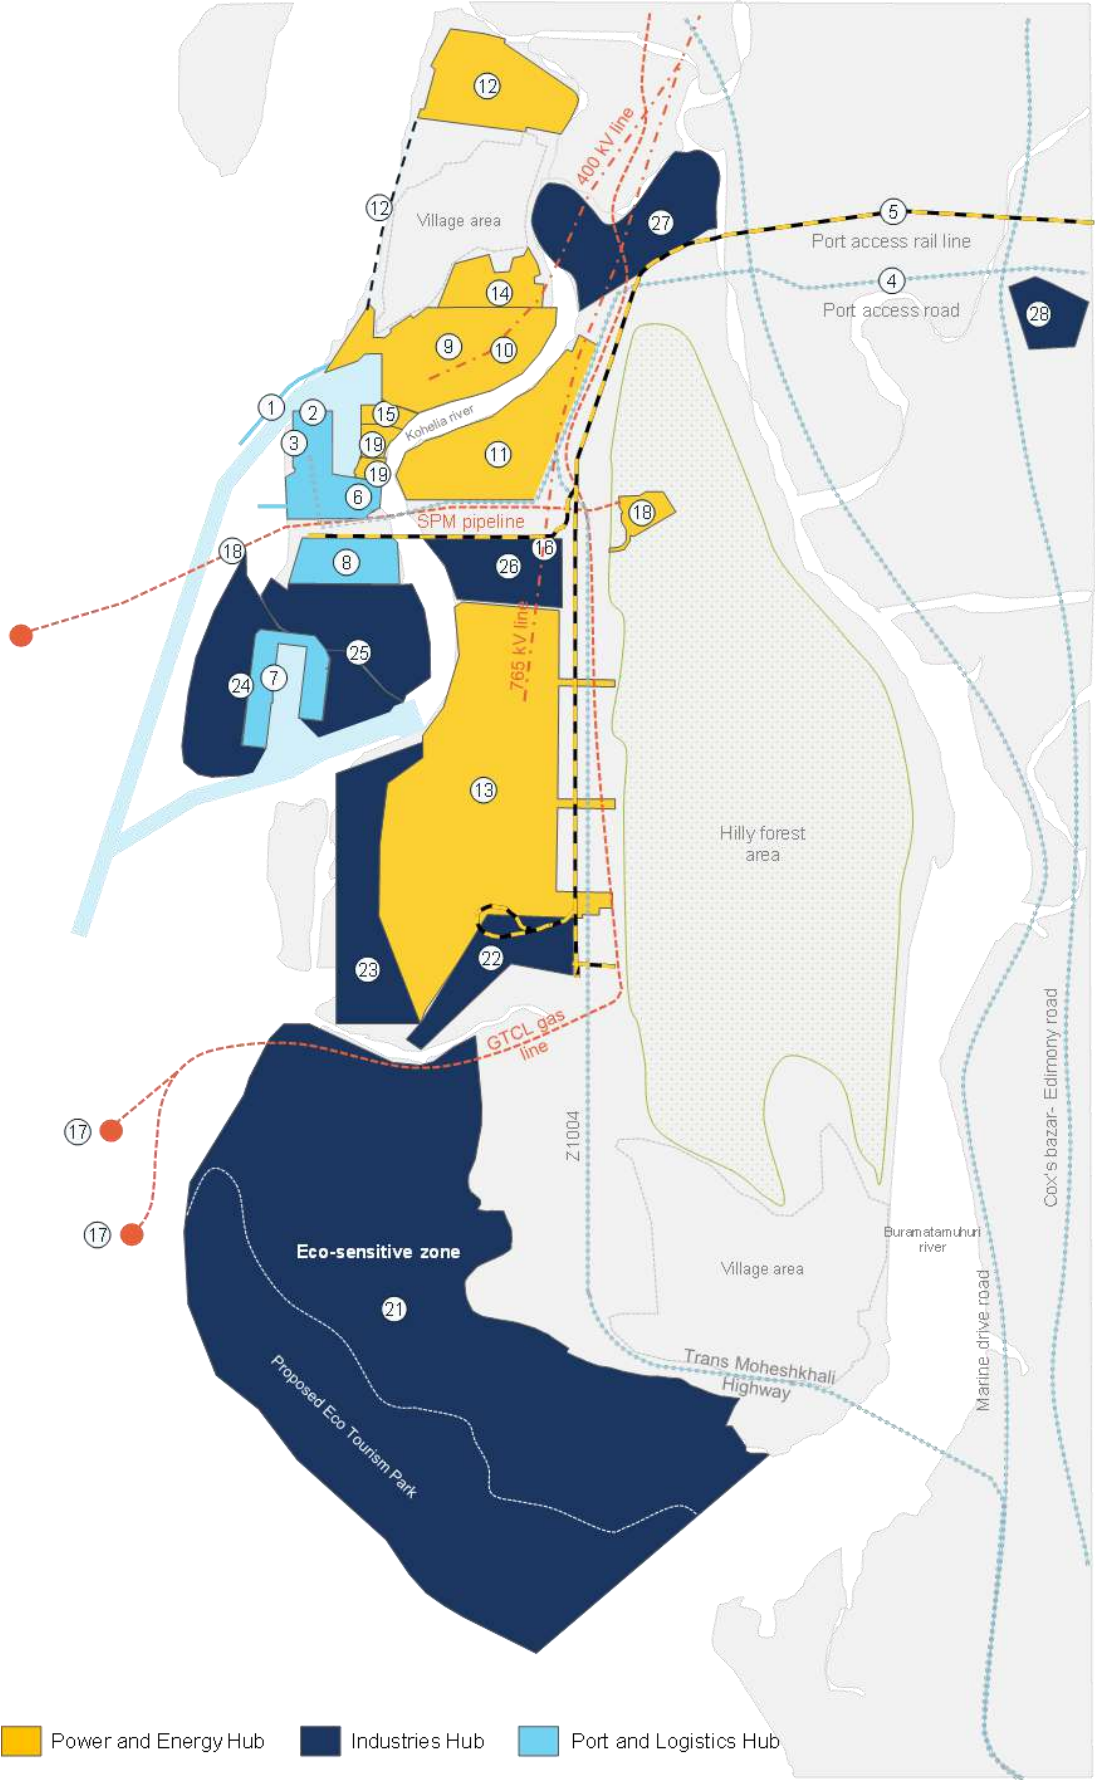 12
400 kV line
12
Village area
27
5
Port access rail line
4
Port access road
28
14
9
10
1
2
15
3
Kohelia river
19
11
19
6
SPM pipeline
18
18
16
8
26
765 kV line
25
24
7
13
Hilly forest
area
22
23
GTCL gas
line
17
Z1004
Cox's bazar- Edimony road
17
Buramatamuhuri
river
Eco-sensitive zone
Village area
21
Marine drive road
Trans Moheshkhali
Highway
Proposed Eco Tourism Park
Power and Energy Hub
Industries Hub
Port and Logistics Hub